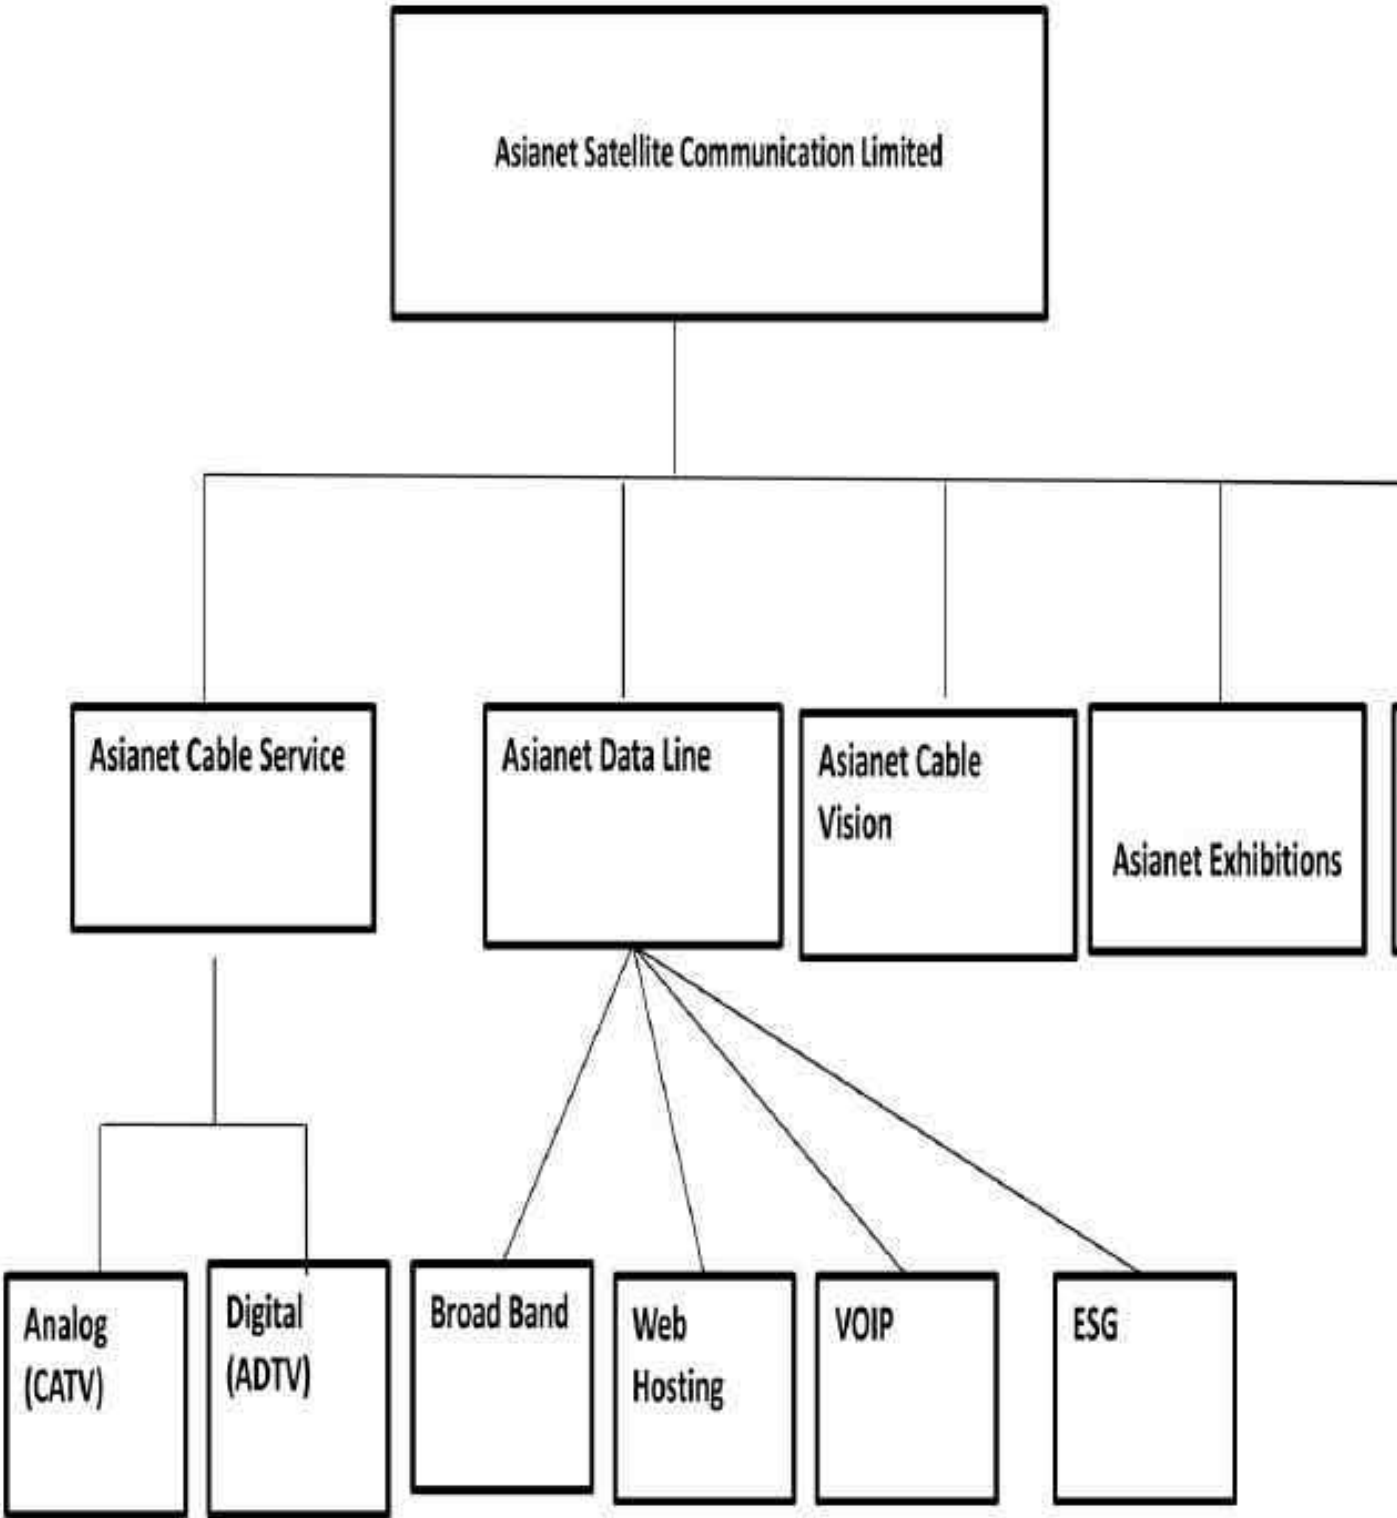 Asianet Satellite Communication Limited
Asianet Cable Service
Asianet Data Line
Asianet Cable
Vision
Asianet Exhibitions
Analog
(CATV)
Digital
(ADTV)
Broad Band
Web
Hosting
VOIP
ESG